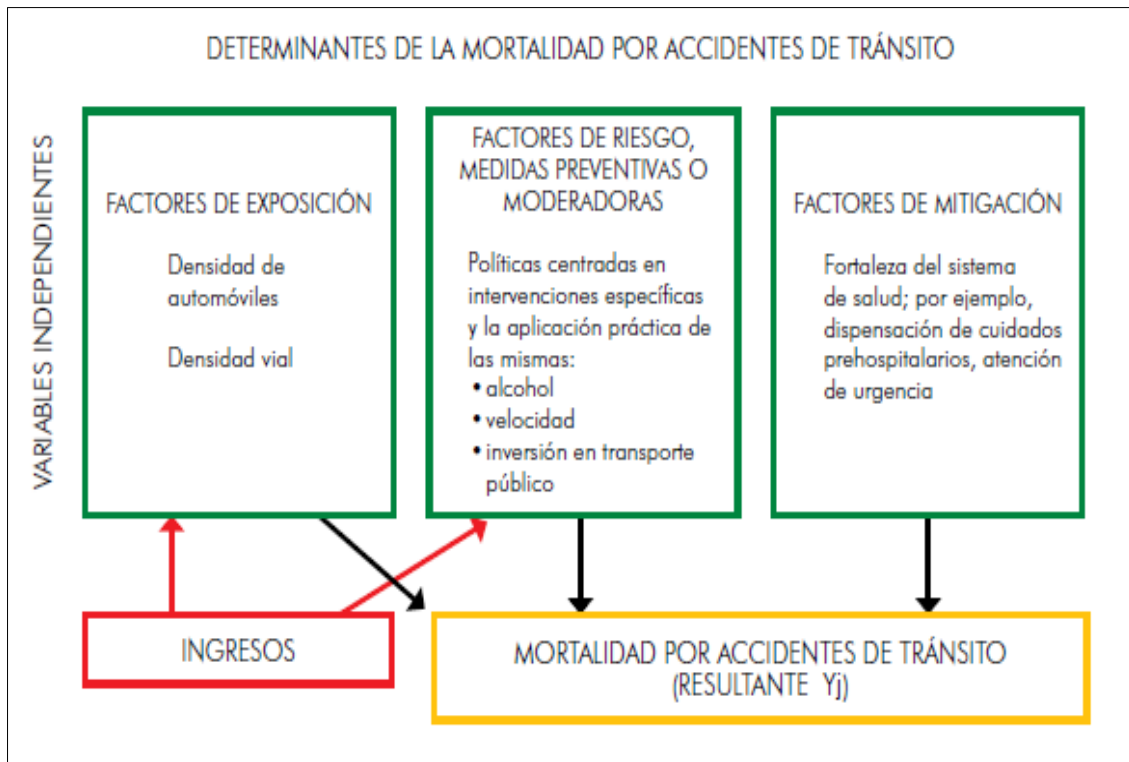 DETERMINANTES DE LA MORTALIDAD POR ACCIDENTES DE TRÁNSITO
VARIABLES INDEPENDIENTES
FACTORES DE EXPOSICIÓN
Densidad de
automóviles
Densidad vial
FACTORES DE RIESGO,
MEDIDAS PREVENTIVAS O
MODERADORAS
Políticas centradas en
intervenciones específicas
y la aplicación práctica de
las mismas:
• alcohol
• velocidad
• inversión en transporte
público
FACTORES DE MITIGACIÓN
Fortaleza del sistema
de salud; por ejemplo,
dispensación de cuidados
prehospitalarios, atención
de urgencia
INGRESOS
MORTALIDAD POR ACCIDENTES DE TRÁNSITO
(RESULTANTE Yj)